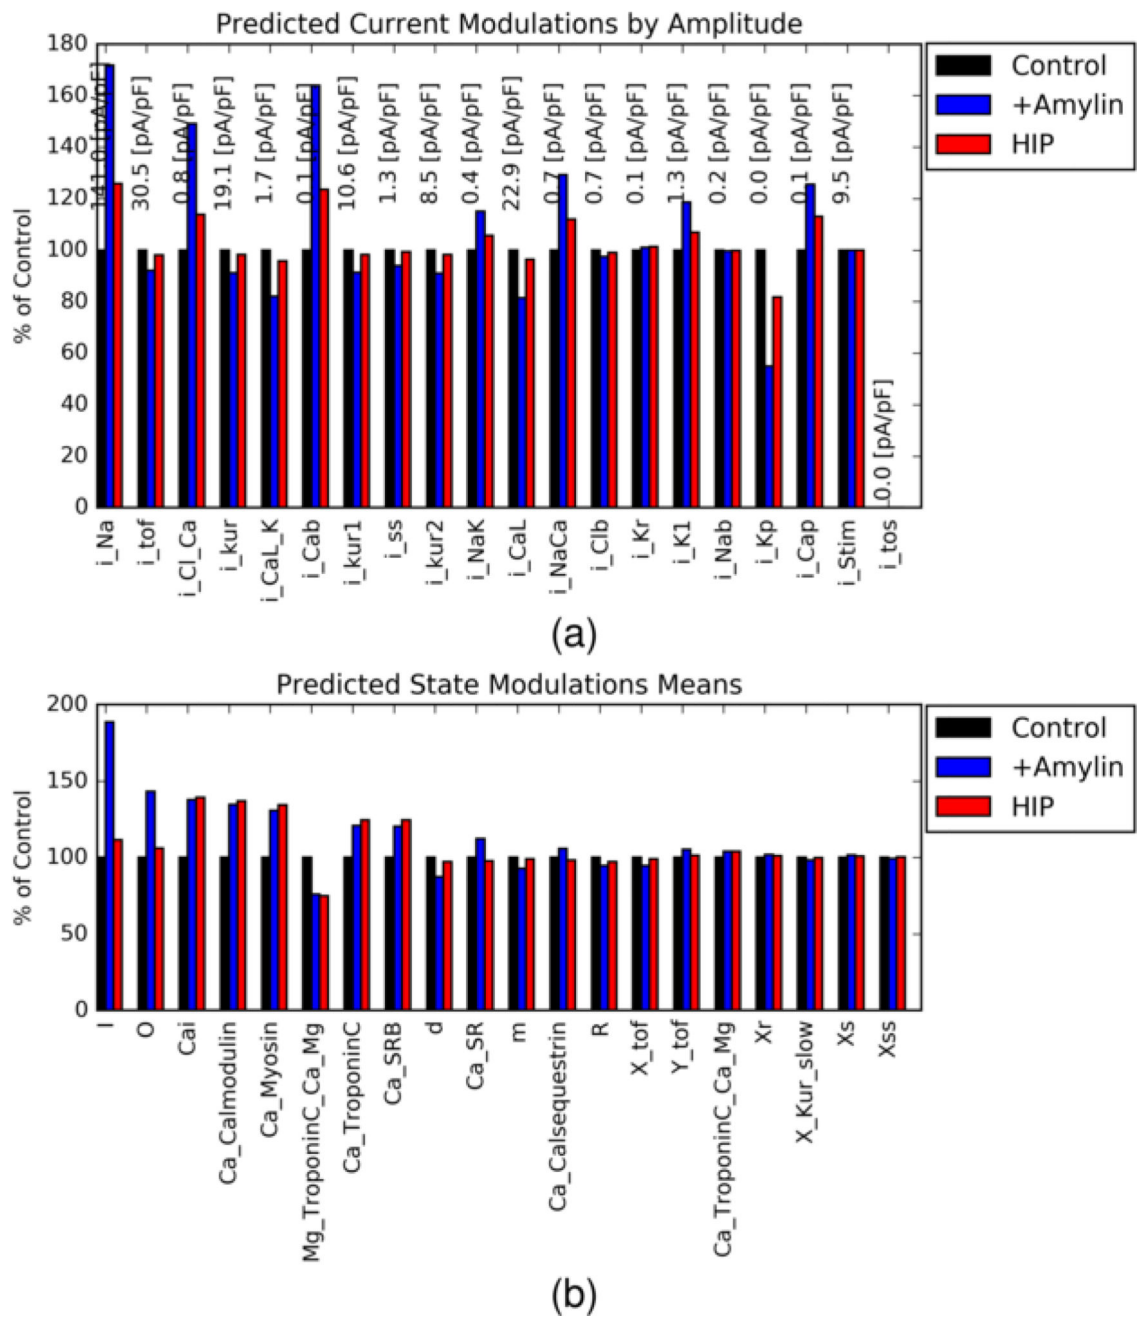 Predicted Current Modulations by Amplitude
% of Control
180
160
140
120
100
80
60
40
20
0
141.0 [pA/pF]
30.5 [pA/pF]
0.8 [pA/pF]
19.1 [pA/pF]
1.7 [pA/pF]
0.1 [pA/pF]
10.6 [pA/pF]
1.3 [pA/pF]
8.5 [pA/pF]
0.4 [pA/pF]
22.9 [pA/pF]
0.7 [pA/pF]
0.7 [pA/pF]
0.1 [pA/pF]
1.3 [pA/pF]
0.2 [pA/pF]
0.0 [pA/pF]
0.1 [pA/pF]
9.5 [pA/pF]
0.0 [pA/pF]
i_Na
i_tof
i_Cl_Ca
i_kur
i_CaL_K
i_Cab
i_kur1
i_ss
i_kur2
i_NaK
i_CaL
i_NaCa
i_Clb
i_Kr
i_K1
i_Nab
i_Kp
i_Cap
i_Stim
i_tos
Control
+Amylin
HIP
(a)
Predicted State Modulations Means
% of Control
200
150
100
50
0
I
O
Cai
Ca_Calmodulin
Ca_Myosin
Mg_TroponinC_Ca_Mg
Ca_TroponinC
Ca_SRB
d
Ca_SR
m
Ca_Calsequestrin
R
X_tof
Y_tof
Ca_TroponinC_Ca_Mg
Xr
X_Kur_slow
Xs
Xss
Control
+Amylin
HIP
(b)